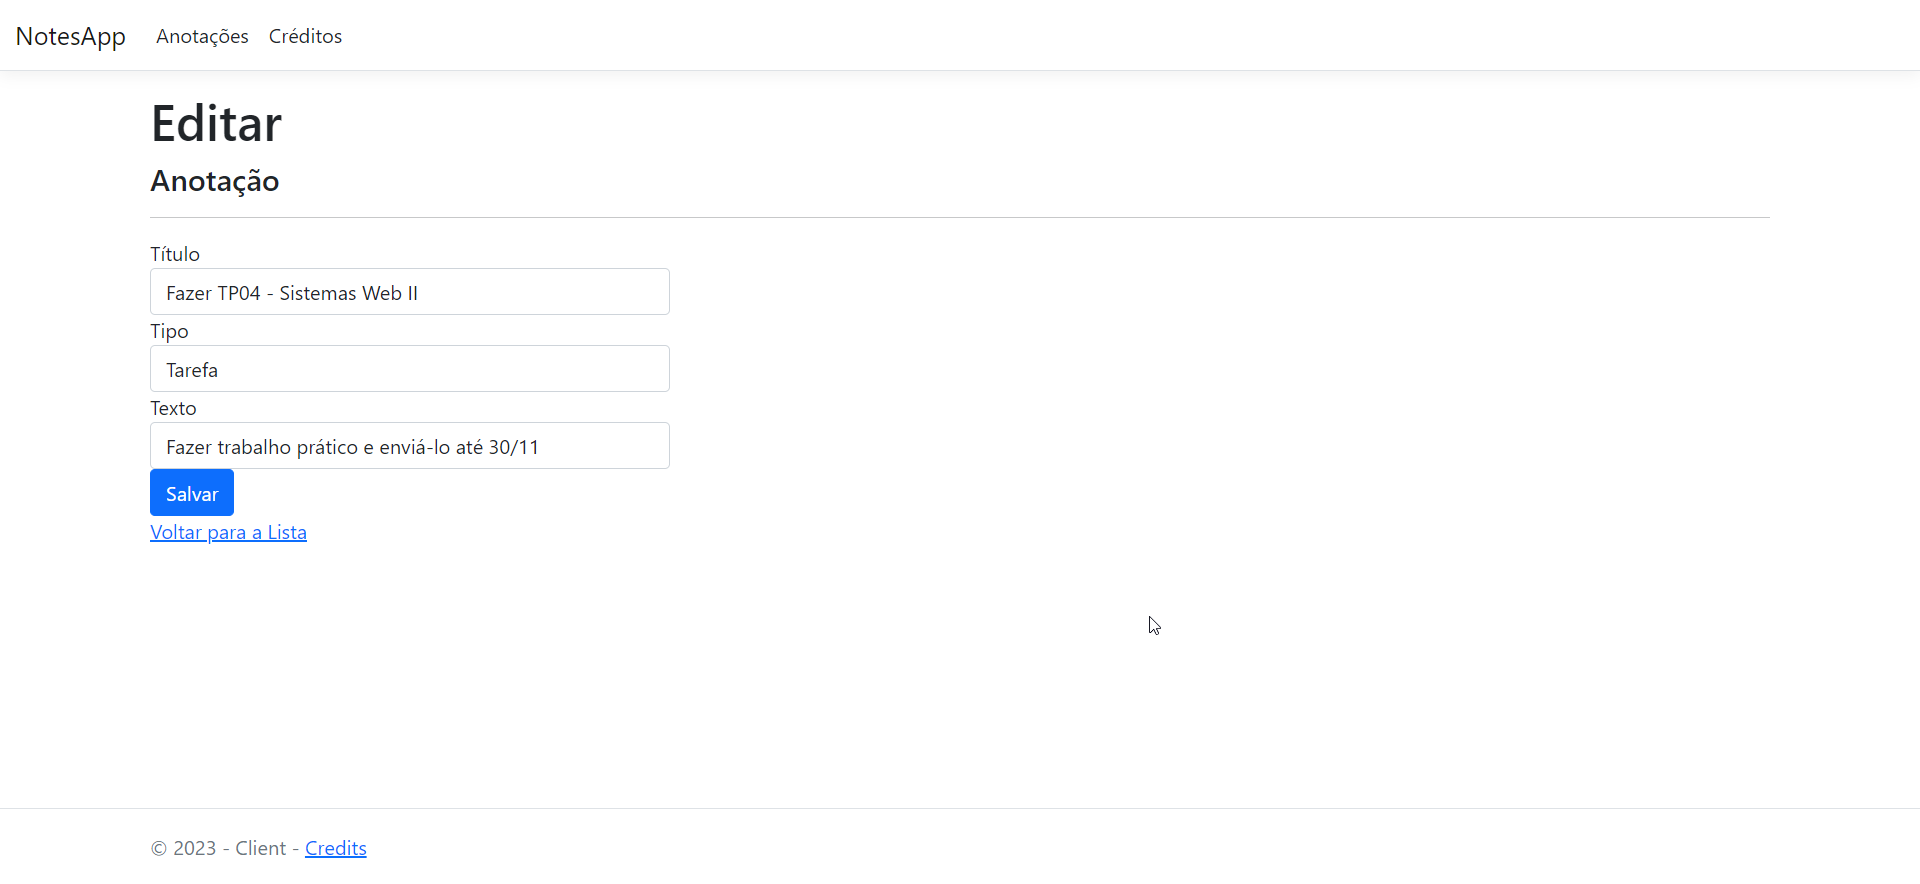 NotesApp Anotações Créditos
Editar
Anotação
Título
Fazer TP04 - Sistemas Web II
Tipo
Tarefa
Texto
Fazer trabalho prático e enviá-lo até 30/11
Salvar
Voltar para a Lista
© 2023 - Client - Credits